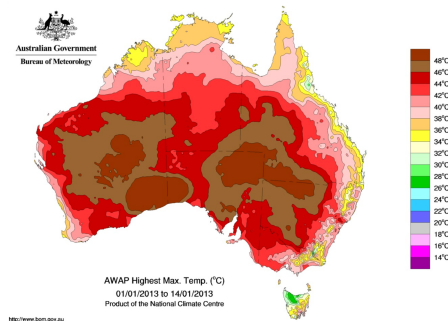 Australian Government
Bureau of Meteorology
48°C
46°C
44°C
42°C
40°C
38°C
36°C
34°C
32°C
30°C
28°C
26°C
24°C
22°C
20°C
18°C
16°C
14°C
AWAP Highest Max. Temp. (°C)
01/01/2013 to 14/01/2013
Product of the National Climate Centre
http://www.bom.gov.au